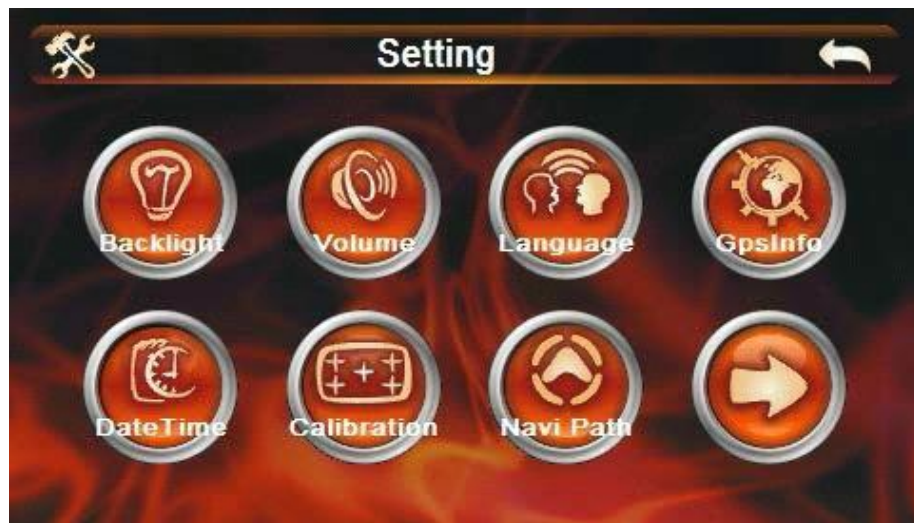 Setting
Backlight
Volume
Language
GpsInfo
DateTime
Calibration
Navi Path